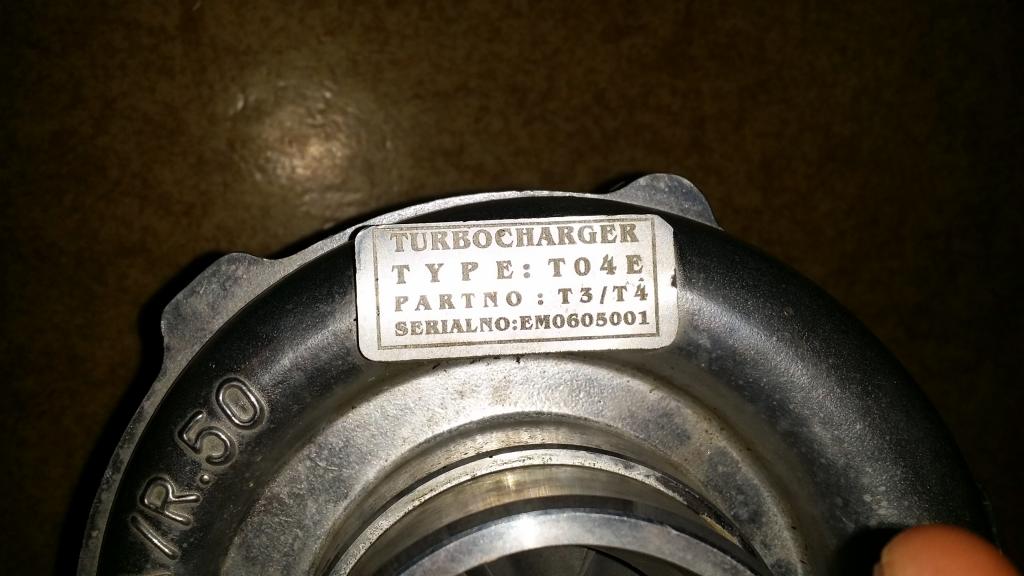 TURBOCHARGER
TYPE: T04E
PARTNO: T3/T4
SERIALNO:EM0605001
/R.50